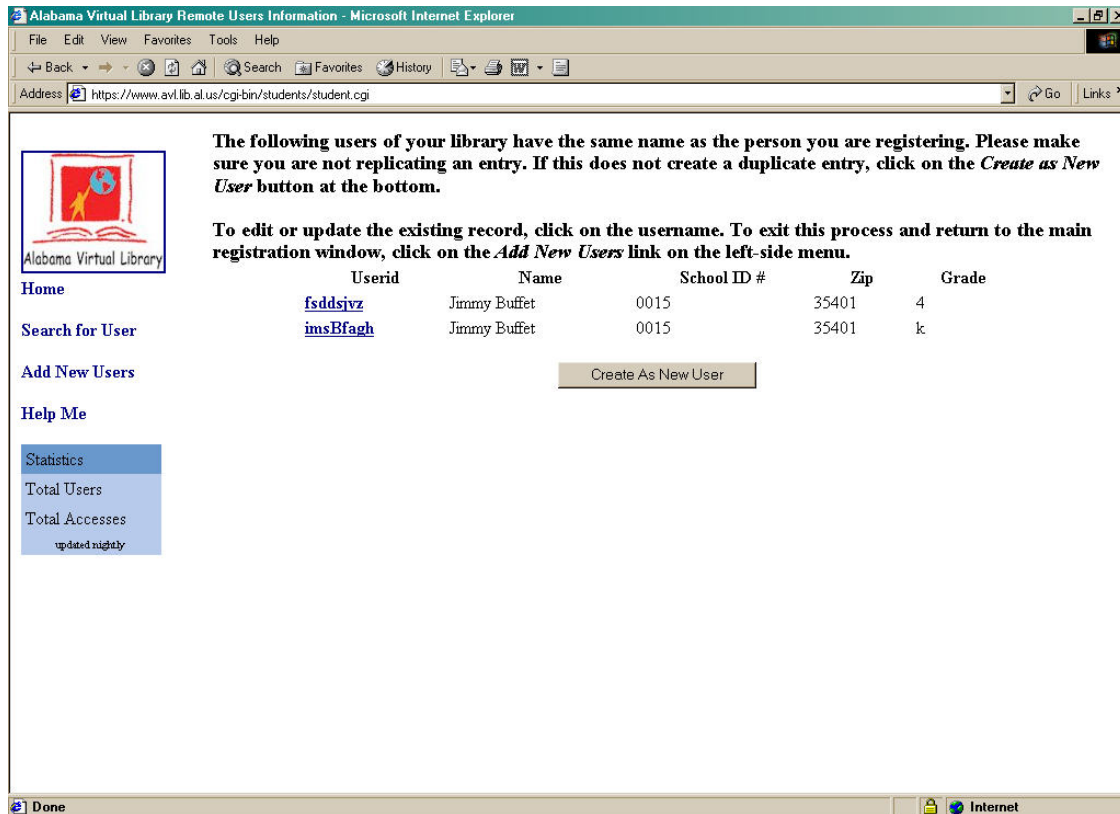 Alabama Virtual Library Remote Users Information - Microsoft Internet Explorer
File Edit View Favorites Tools Help
Back Search Favorites History
Address https://www.avl.lib.al.us/cgi-bin/students/student.cgi Go Links
The following users of your library have the same name as the person you are registering. Please make
sure you are not replicating an entry. If this does not create a duplicate entry, click on the Create as New
User button at the bottom.
To edit or update the existing record, click on the username. To exit this process and return to the main
registration window, click on the Add New Users link on the left-side menu.
Userid Name School ID # Zip Grade
fsddsjvz Jimmy Buffet 0015 35401 4
imsBfagh Jimmy Buffet 0015 35401 k
Create As New User
Alabama Virtual Library
Home
Search for User
Add New Users
Help Me
Statistics
Total Users
Total Accesses
updated nightly
Done Internet